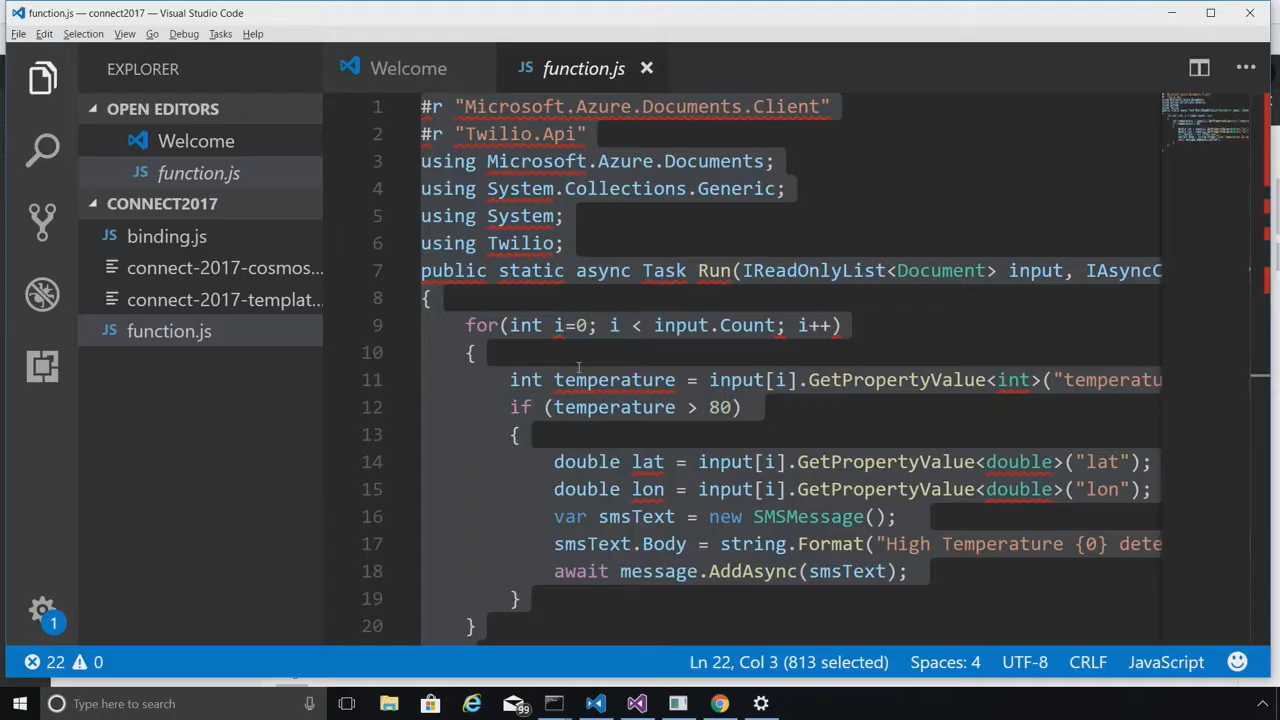 function.js — connect2017 — Visual Studio Code
File Edit Selection View Go Debug Tasks Help
EXPLORER
OPEN EDITORS
Welcome
JS function.js
CONNECT2017
JS binding.js
connect-2017-cosmos...
connect-2017-templat...
JS function.js
1
Welcome
JS function.js
1 #r "Microsoft.Azure.Documents.Client"
2 #r "Twilio.Api"
3 using Microsoft.Azure.Documents;
4 using System.Collections.Generic;
5 using System;
6 using Twilio;
7 public static async Task Run(IReadOnlyList<Document> input, IAsyncC
8 {
9 for(int i=0; i < input.Count; i++)
10 {
11 int temperature = input[i].GetPropertyValue<int>("temperatu
12 if (temperature > 80)
13 {
14 double lat = input[i].GetPropertyValue<double>("lat");
15 double lon = input[i].GetPropertyValue<double>("lon");
16 var smsText = new SMSMessage();
17 smsText.Body = string.Format("High Temperature {0} dete
18 await message.AddAsync(smsText);
19 }
20 }
22 0 Ln 22, Col 3 (813 selected) Spaces: 4 UTF-8 CRLF JavaScript
Type here to search
99